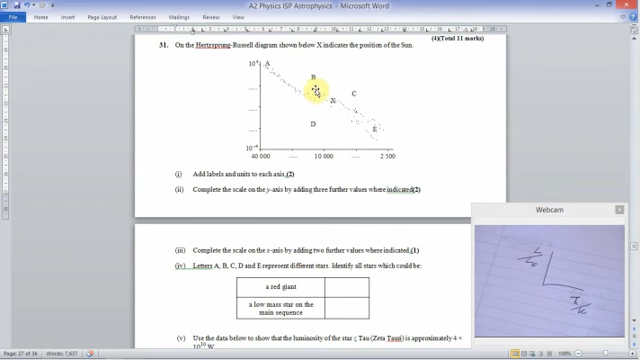 A2 Physics ISP Astrophysics - Microsoft Word
File
Home
Insert
Page Layout
References
Mailings
Review
View
(4)(Total 11 marks)
31. On the Hertzsprung-Russell diagram shown below X indicates the position of the Sun.
10⁴
A
B
C
X
D
E
10⁻⁴
40 000
10 000
2 500
(i) Add labels and units to each axis,(2)
(ii) Complete the scale on the y-axis by adding three further values where indicated(2)
Webcam
(iii) Complete the scale on the x-axis by adding two further values where indicated,(1)
(iv) Letters A, B, C, D and E represent different stars. Identify all stars which could be:
a red giant
a low mass star on the
main sequence
(v) Use the data below to show that the luminosity of the star ς Tau (Zeta Tauri) is approximately 4 ×
10³⁰ W
Page: 27 of 36
Words: 7,637
100%